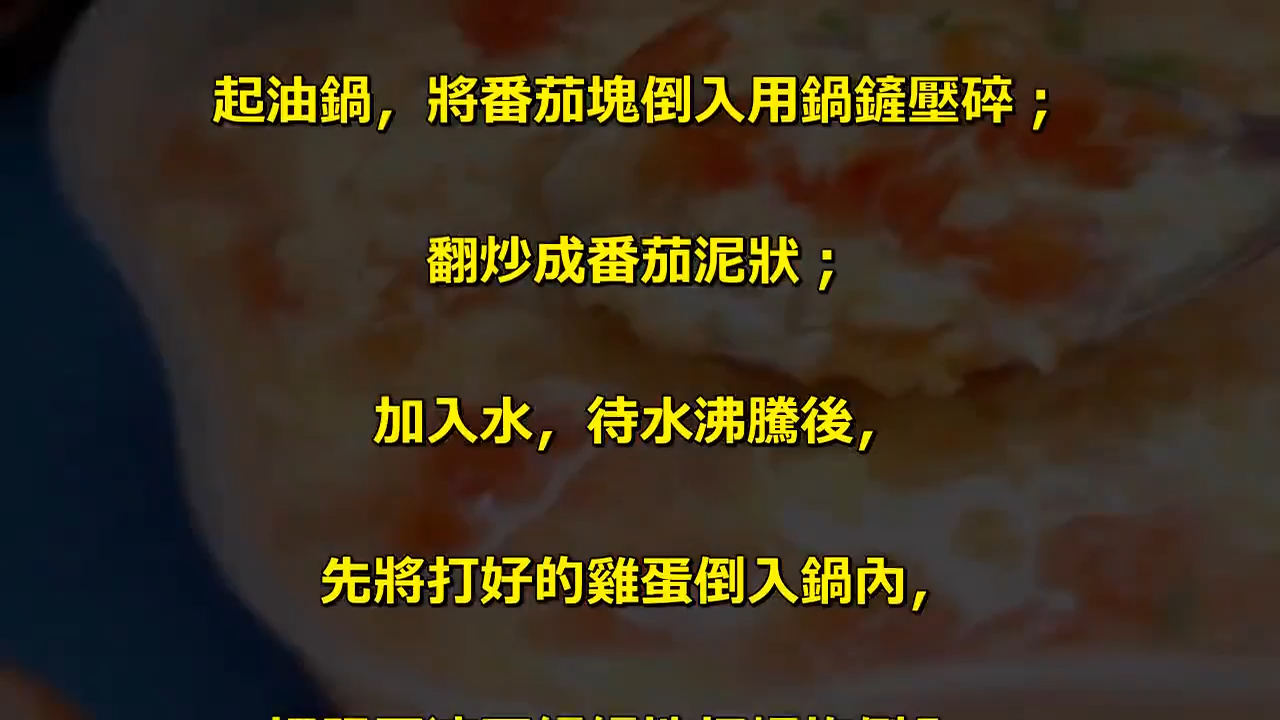 起油鍋，將番茄塊倒入用鍋鏟壓碎；
翻炒成番茄泥狀；
加入水，待水沸騰後，
先將打好的雞蛋倒入鍋內，